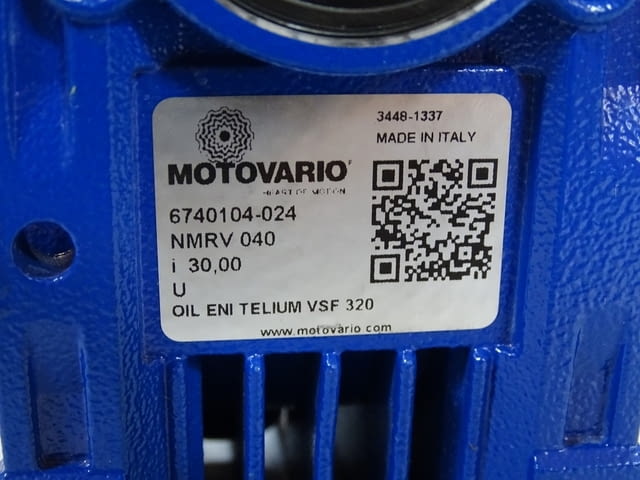 3448-1337
MADE IN ITALY
MOTOVARIO
HEART OF MOTION
6740104-024
NMRV 040
i 30,00
U
OIL ENI TELIUM VSF 320
www.motovario.com